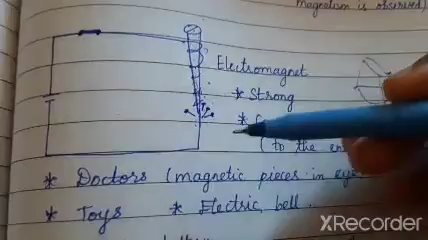 magnetism is observed)
Electromagnet
* Strong
*
(to the
* Doctors (magnetic pieces in eye
* Toys * Electric bell.
XRecorder